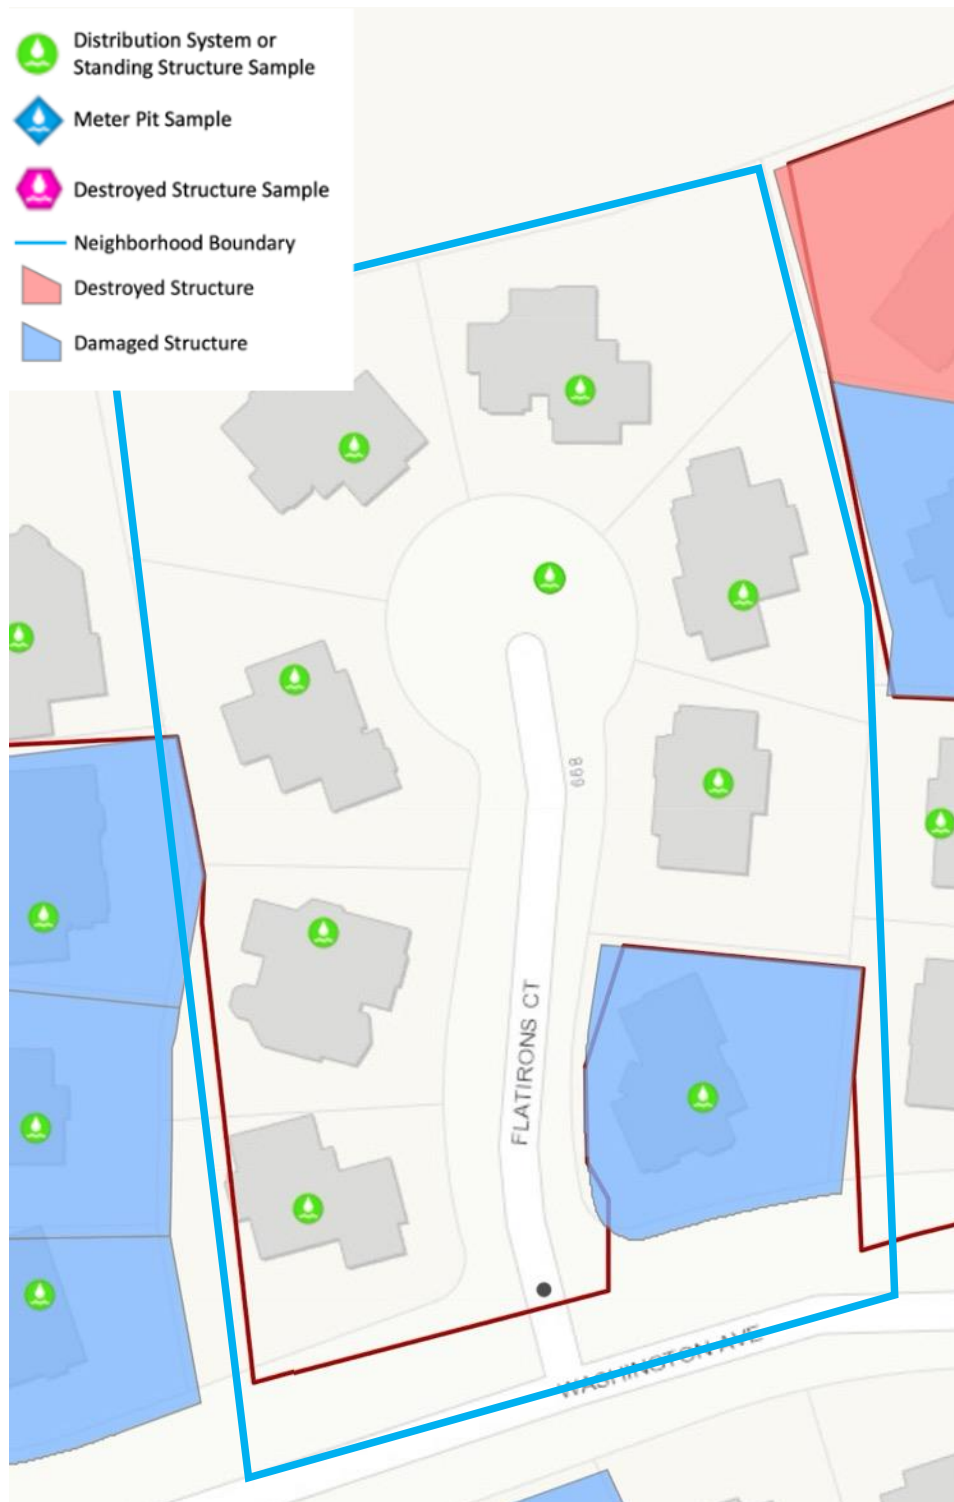 Distribution System or
Standing Structure Sample
Meter Pit Sample
Destroyed Structure Sample
Neighborhood Boundary
Destroyed Structure
Damaged Structure
899
FLATIRONS CT
WASHINGTON AVE